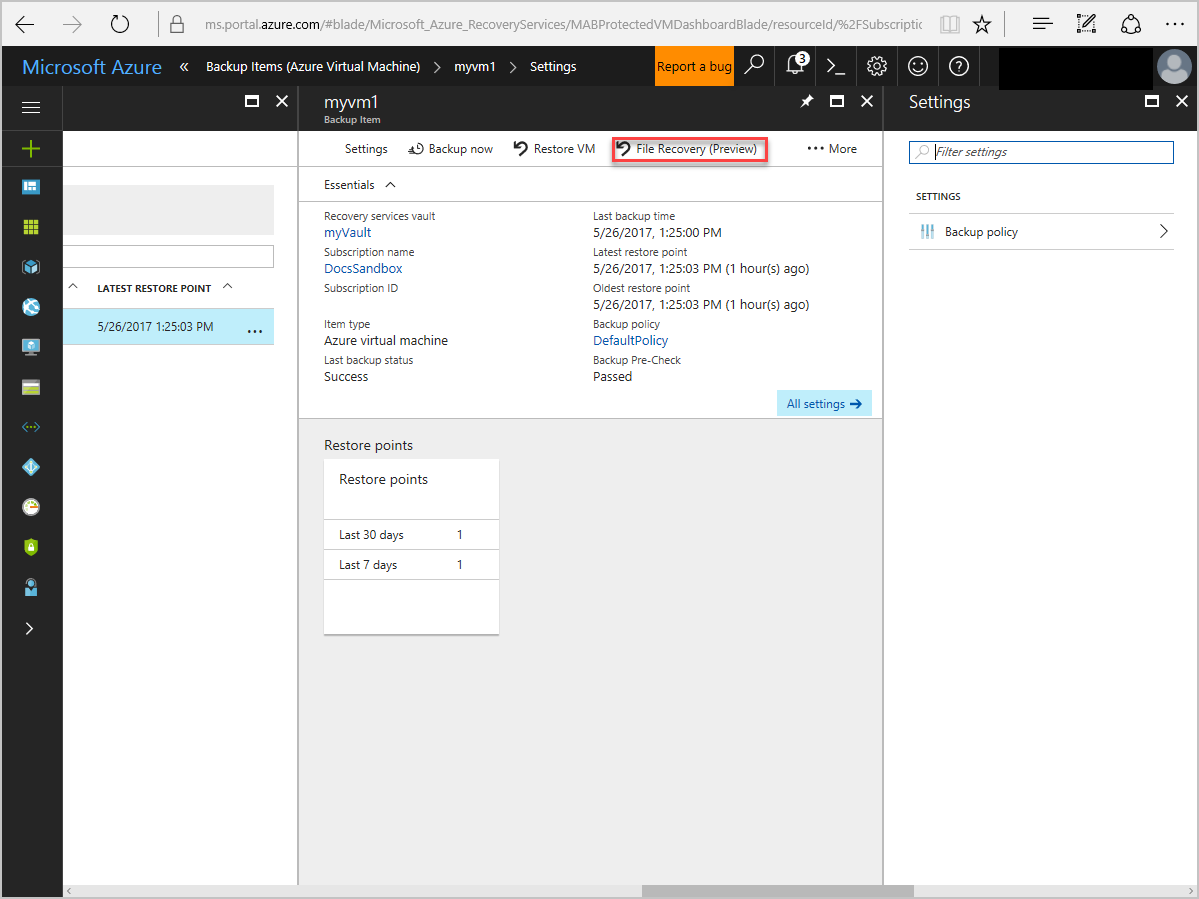 ms.portal.azure.com/#blade/Microsoft_Azure_RecoveryServices/MABProtectedVMDashboardBlade/resourceId/%2FSubscriptic
Microsoft Azure « Backup Items (Azure Virtual Machine) > myvm1 > Settings Report a bug 3 >_ ?
myvm1
Backup Item
Settings Backup now Restore VM File Recovery (Preview) ••• More
Essentials
Recovery services vault
myVault
Subscription name
DocsSandbox
Subscription ID
Item type
Azure virtual machine
Last backup status
Success
Last backup time
5/26/2017, 1:25:00 PM
Latest restore point
5/26/2017, 1:25:03 PM (1 hour(s) ago)
Oldest restore point
5/26/2017, 1:25:03 PM (1 hour(s) ago)
Backup policy
DefaultPolicy
Backup Pre-Check
Passed
All settings →
LATEST RESTORE POINT
5/26/2017 1:25:03 PM ...
Restore points
Restore points
Last 30 days 1
Last 7 days 1
Settings
Filter settings
SETTINGS
Backup policy